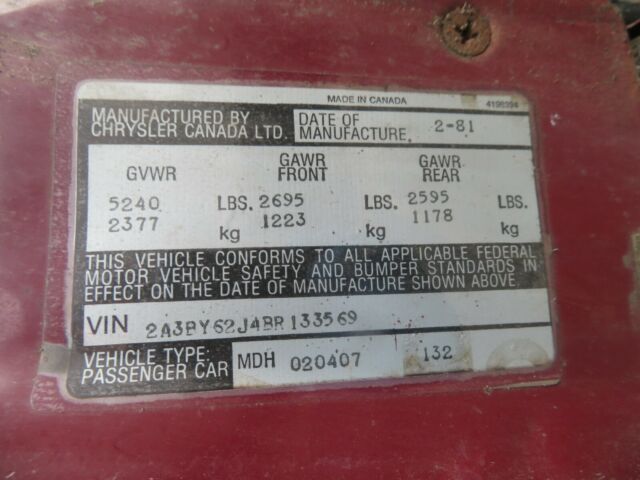 MADE IN CANADA 4198394
MANUFACTURED BY CHRYSLER CANADA LTD.
DATE OF MANUFACTURE. 2-81
GVWR GAWR FRONT GAWR REAR
5240 LBS. 2695 LBS. 2595 LBS.
2377 kg 1223 kg 1178 kg
THIS VEHICLE CONFORMS TO ALL APPLICABLE FEDERAL
MOTOR VEHICLE SAFETY AND BUMPER STANDARDS IN
EFFECT ON THE DATE OF MANUFACTURE SHOWN ABOVE.
VIN 2A3BY62J4BR133569
VEHICLE TYPE: PASSENGER CAR
MDH 020407 132